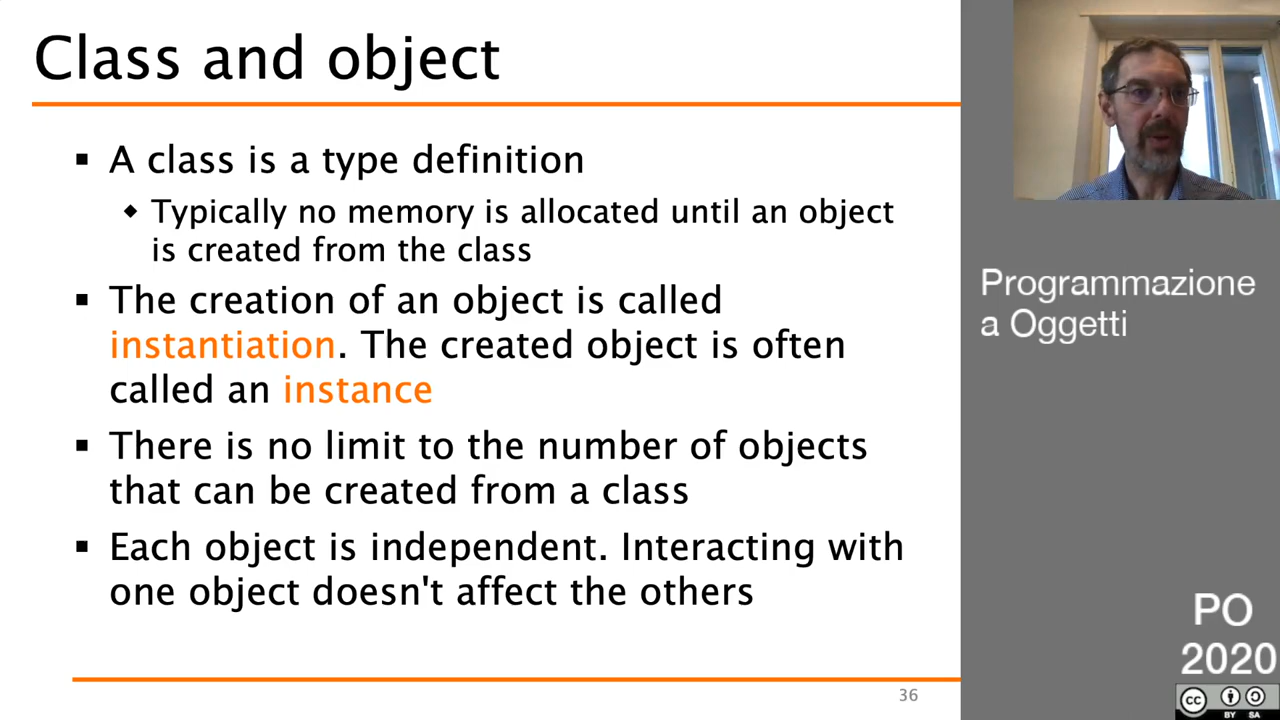 Class and object
▪ A class is a type definition
◆ Typically no memory is allocated until an object
is created from the class
▪ The creation of an object is called
instantiation. The created object is often
called an instance
▪ There is no limit to the number of objects
that can be created from a class
▪ Each object is independent. Interacting with
one object doesn't affect the others
36
Programmazione
a Oggetti
PO
2020
cc
BY SA